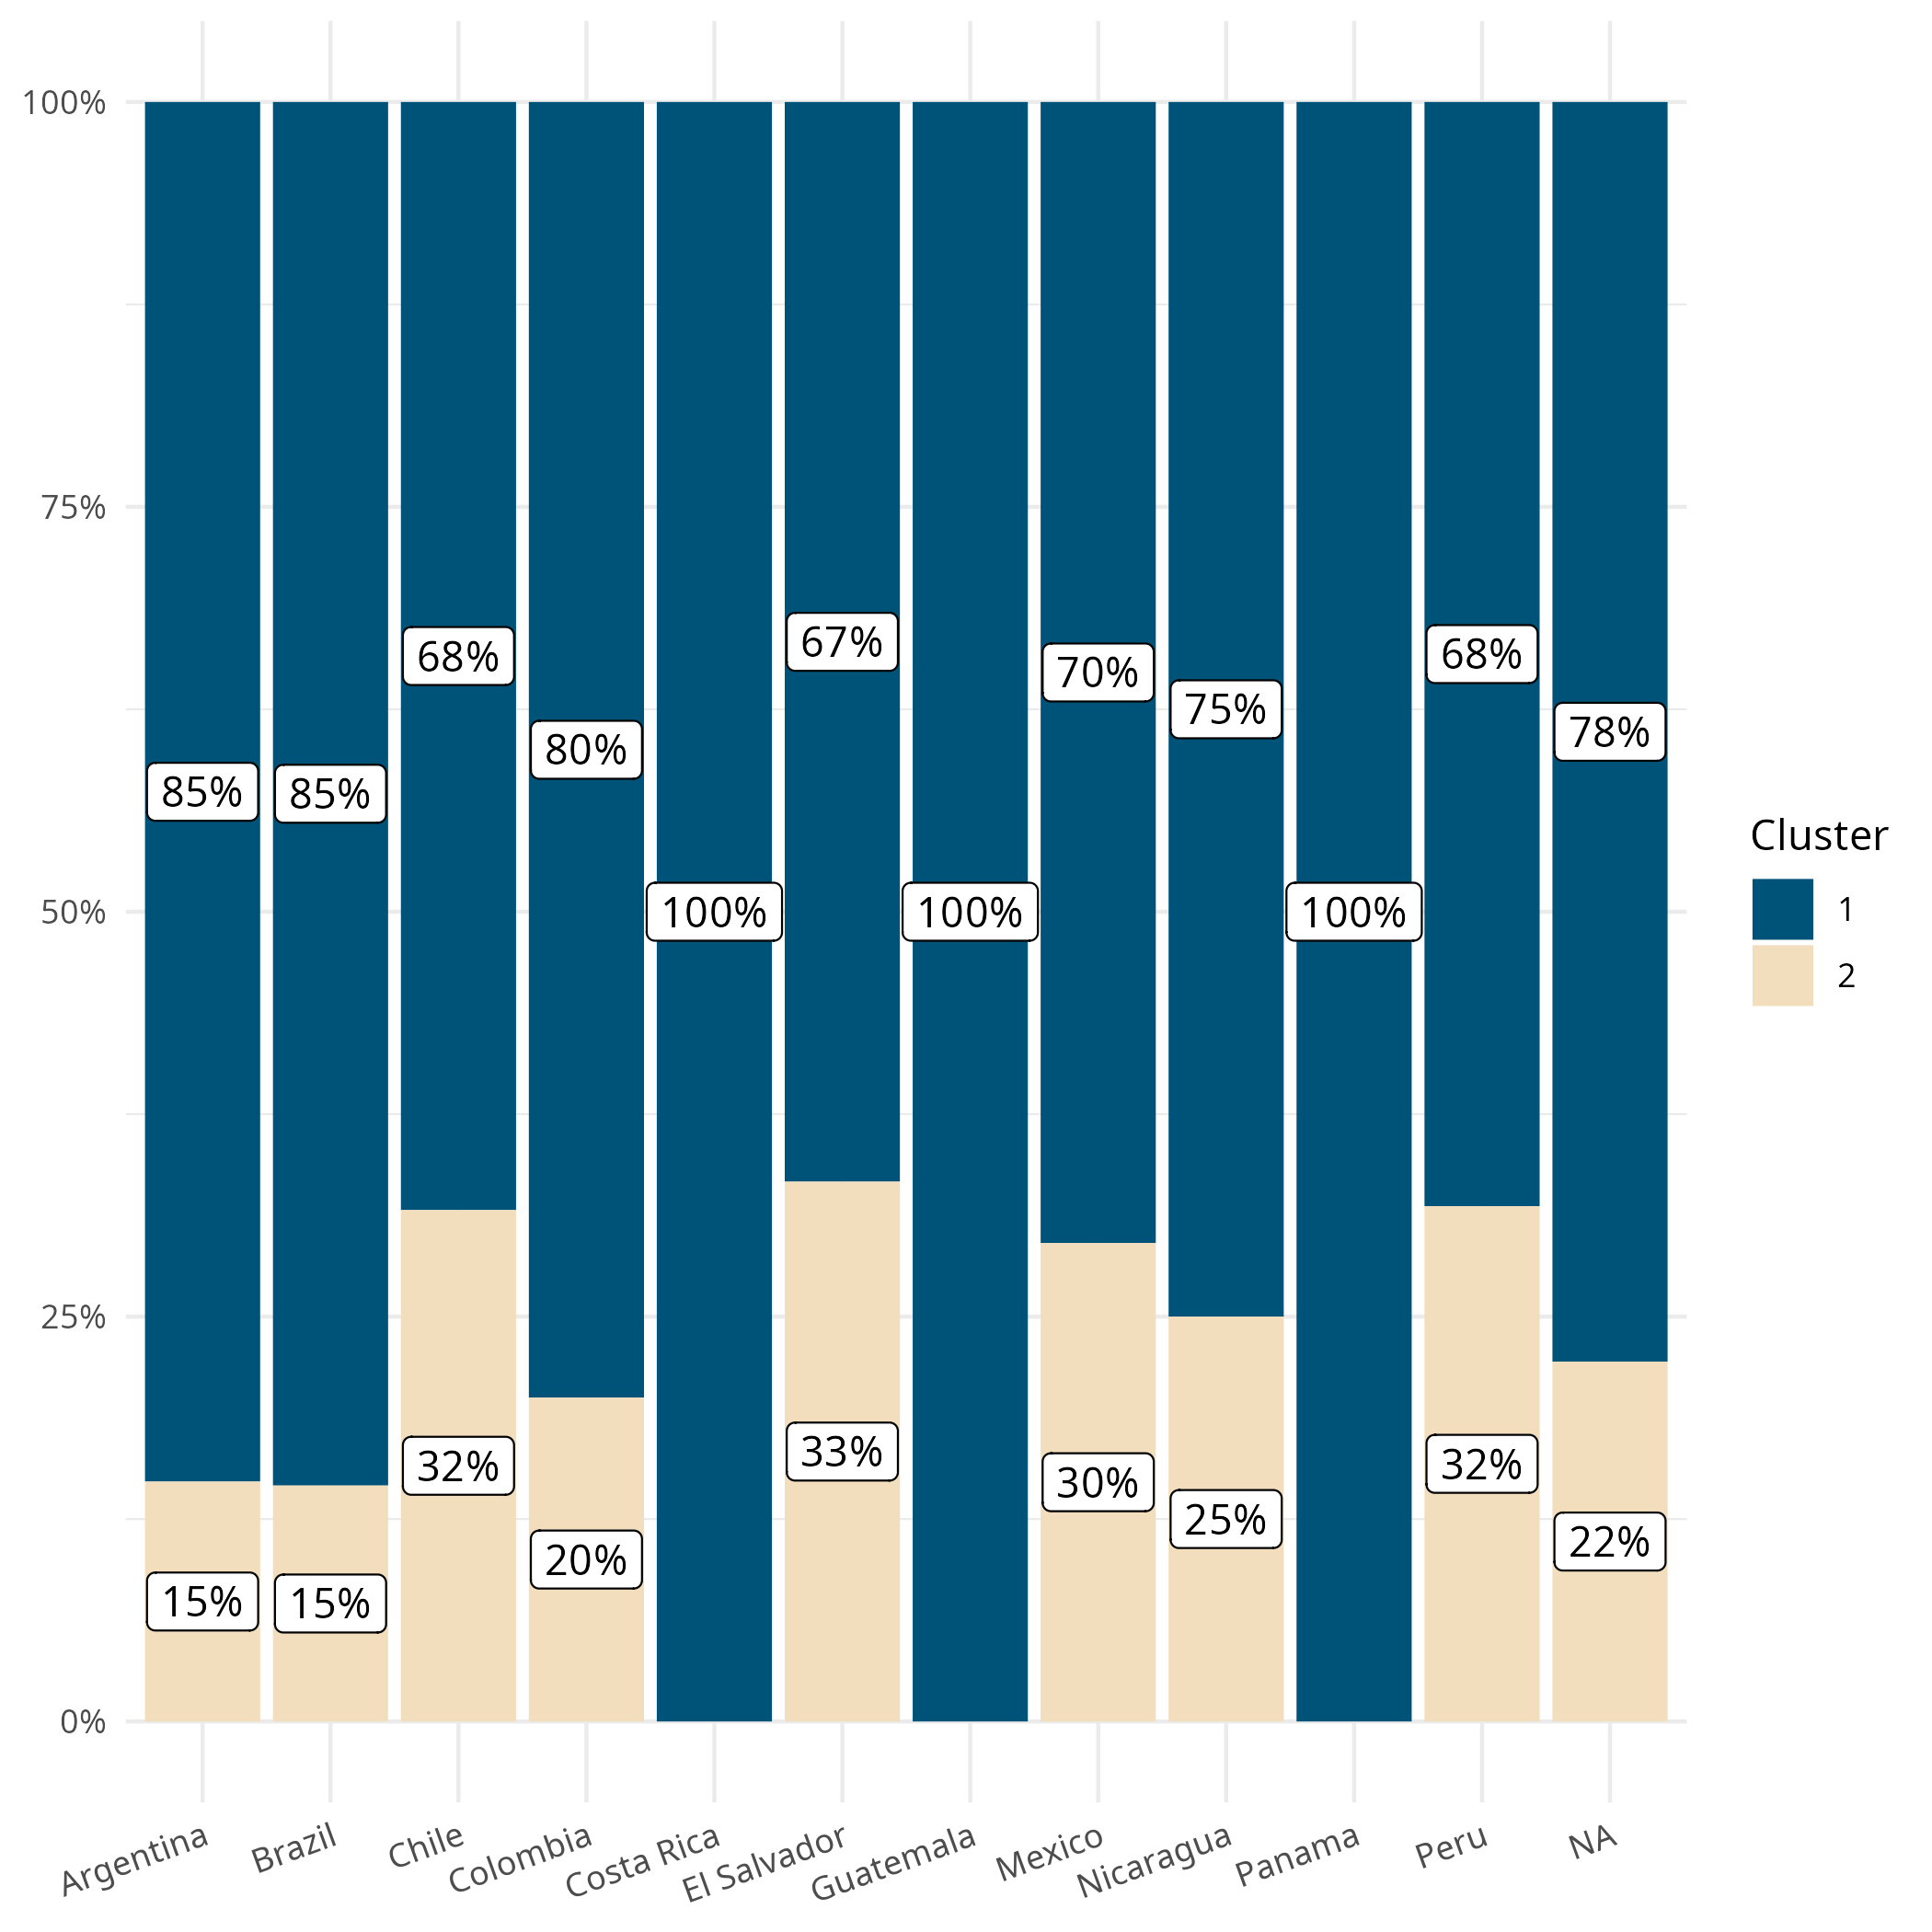 100%
75%
50%
25%
0%
85%
85%
68%
80%
100%
67%
100%
70%
75%
100%
68%
78%
15%
15%
32%
20%
33%
30%
25%
32%
22%
Argentina
Brazil
Chile
Colombia
Costa Rica
El Salvador
Guatemala
Mexico
Nicaragua
Panama
Peru
NA
Cluster
1
2